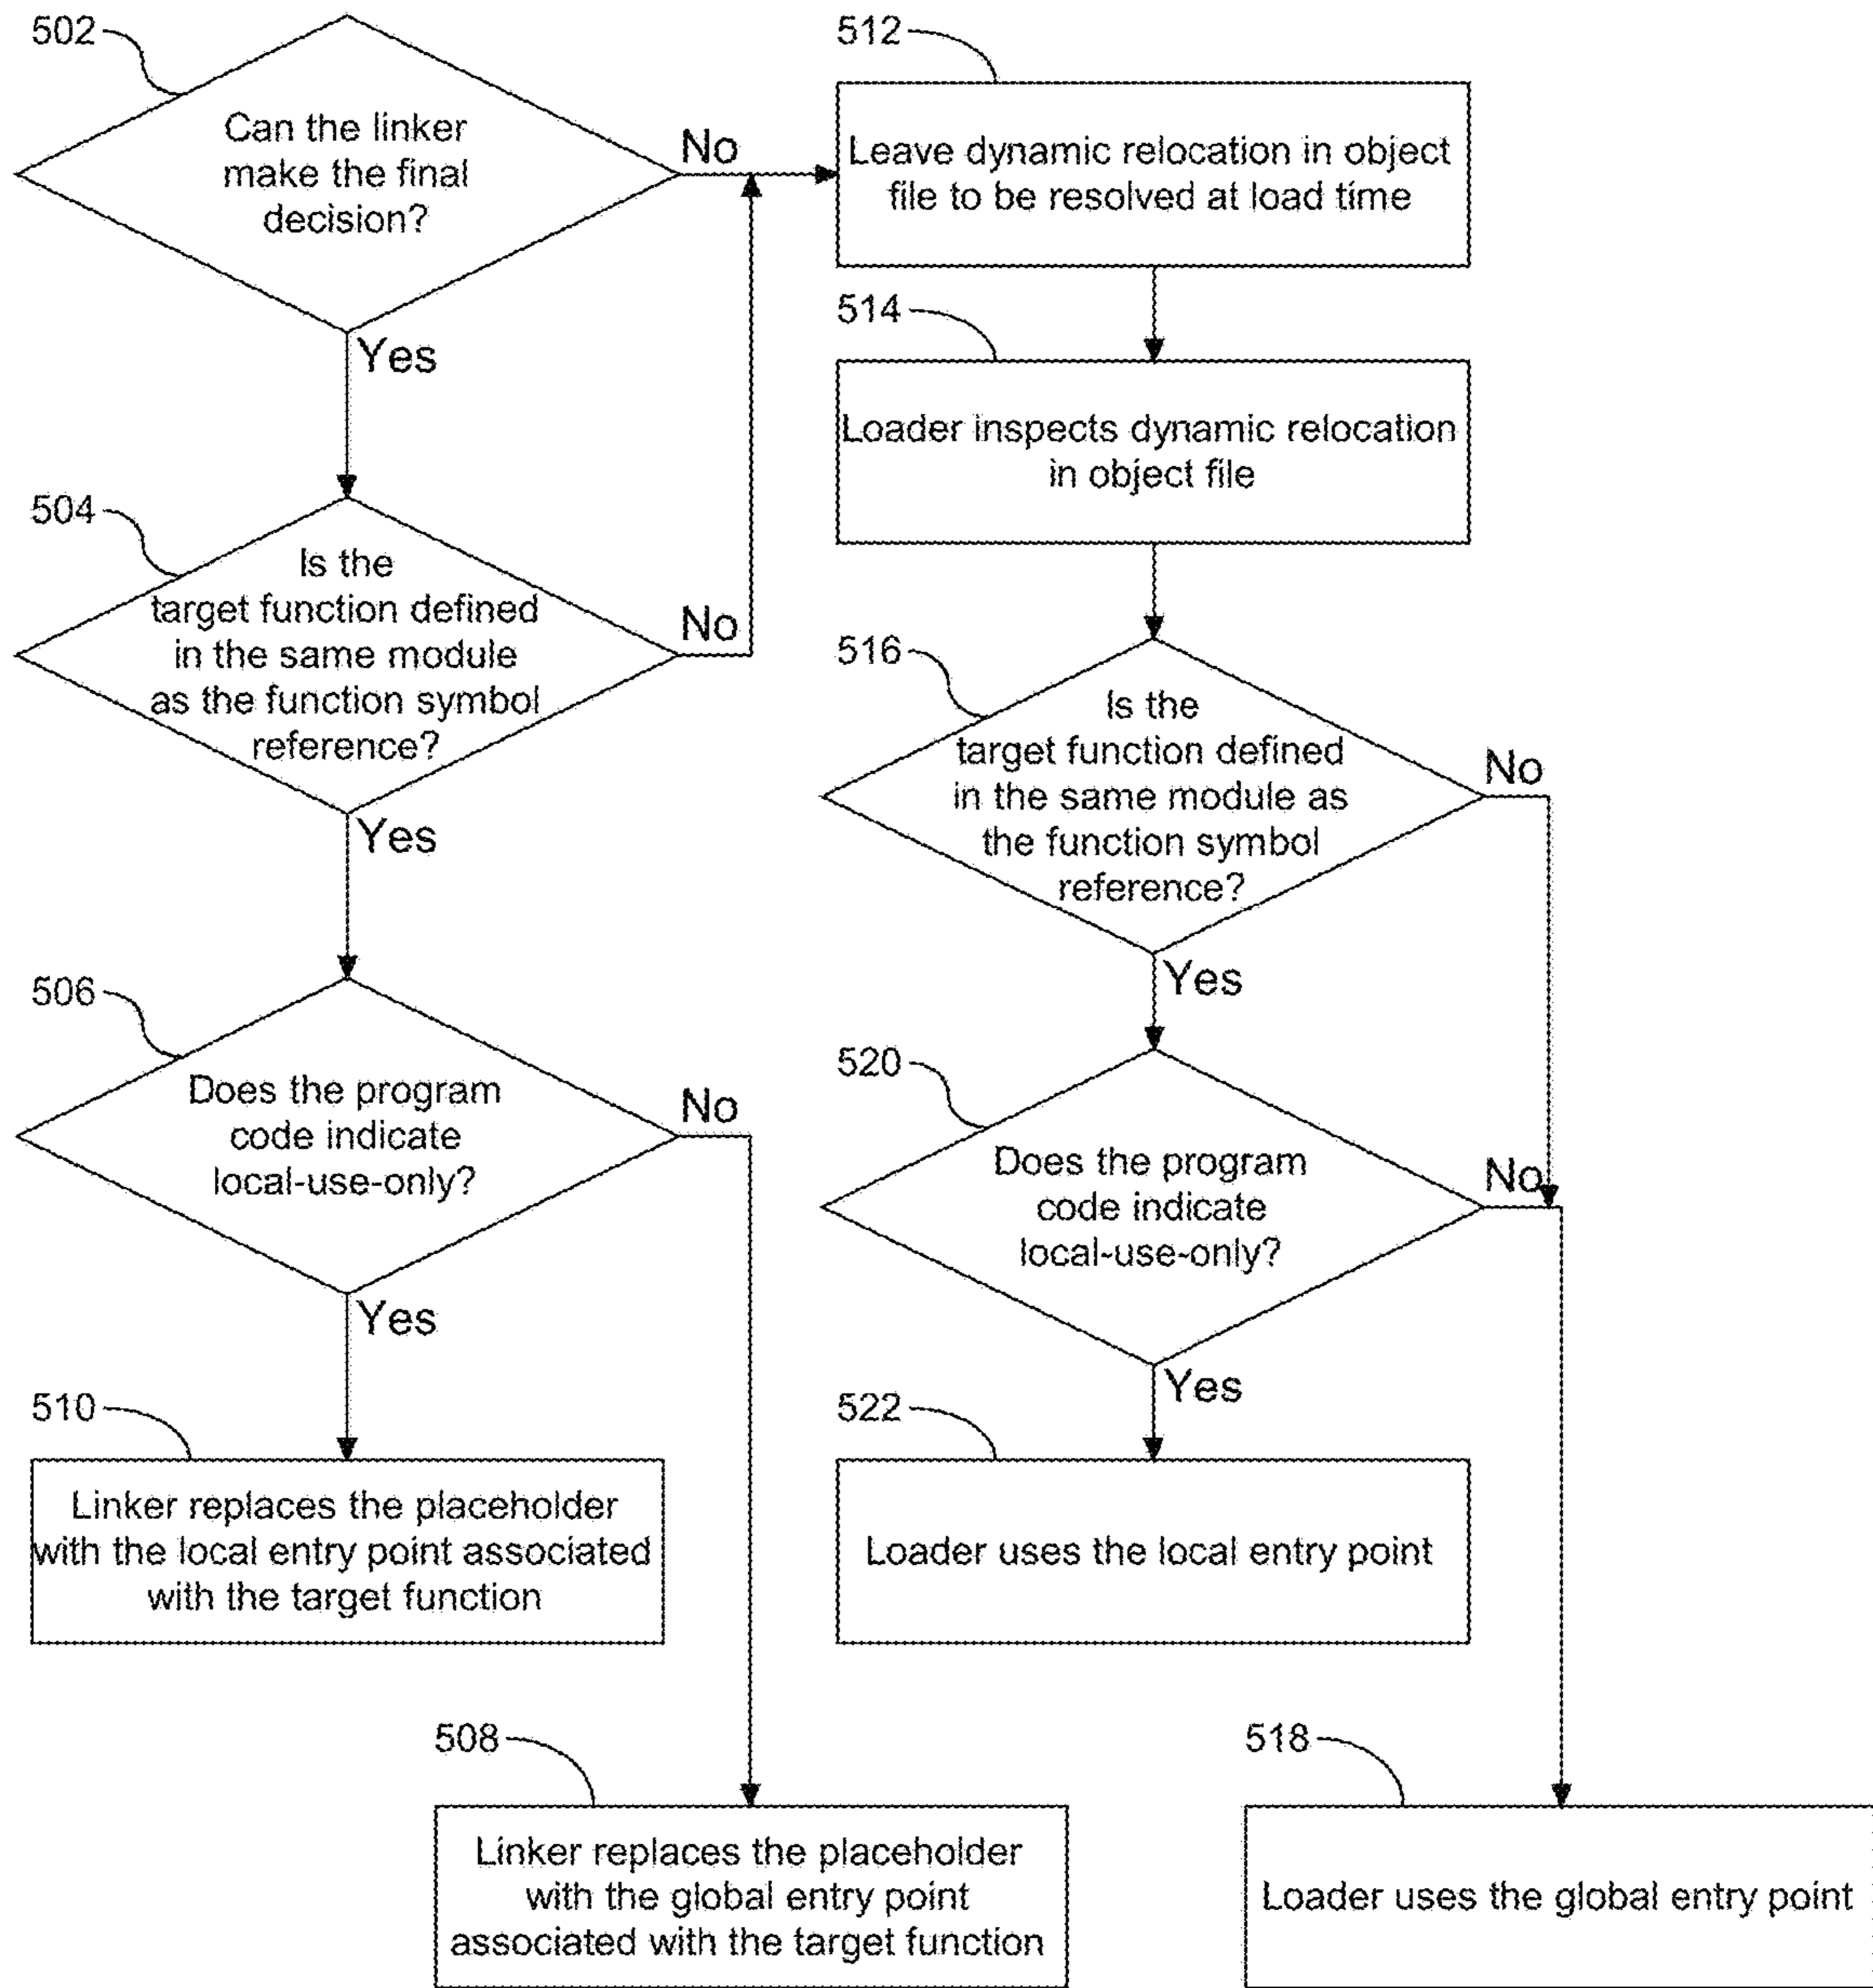 502
Can the linker
make the final
decision?
No
Yes
504
Is the
target function defined
in the same module
as the function symbol
reference?
No
Yes
506
Does the program
code indicate
local-use-only?
No
Yes
510
Linker replaces the placeholder
with the local entry point associated
with the target function
508
Linker replaces the placeholder
with the global entry point
associated with the target function
512
Leave dynamic relocation in object
file to be resolved at load time
514
Loader inspects dynamic relocation
in object file
516
Is the
target function defined
in the same module as
the function symbol
reference?
No
Yes
520
Does the program
code indicate
local-use-only?
No
Yes
522
Loader uses the local entry point
518
Loader uses the global entry point